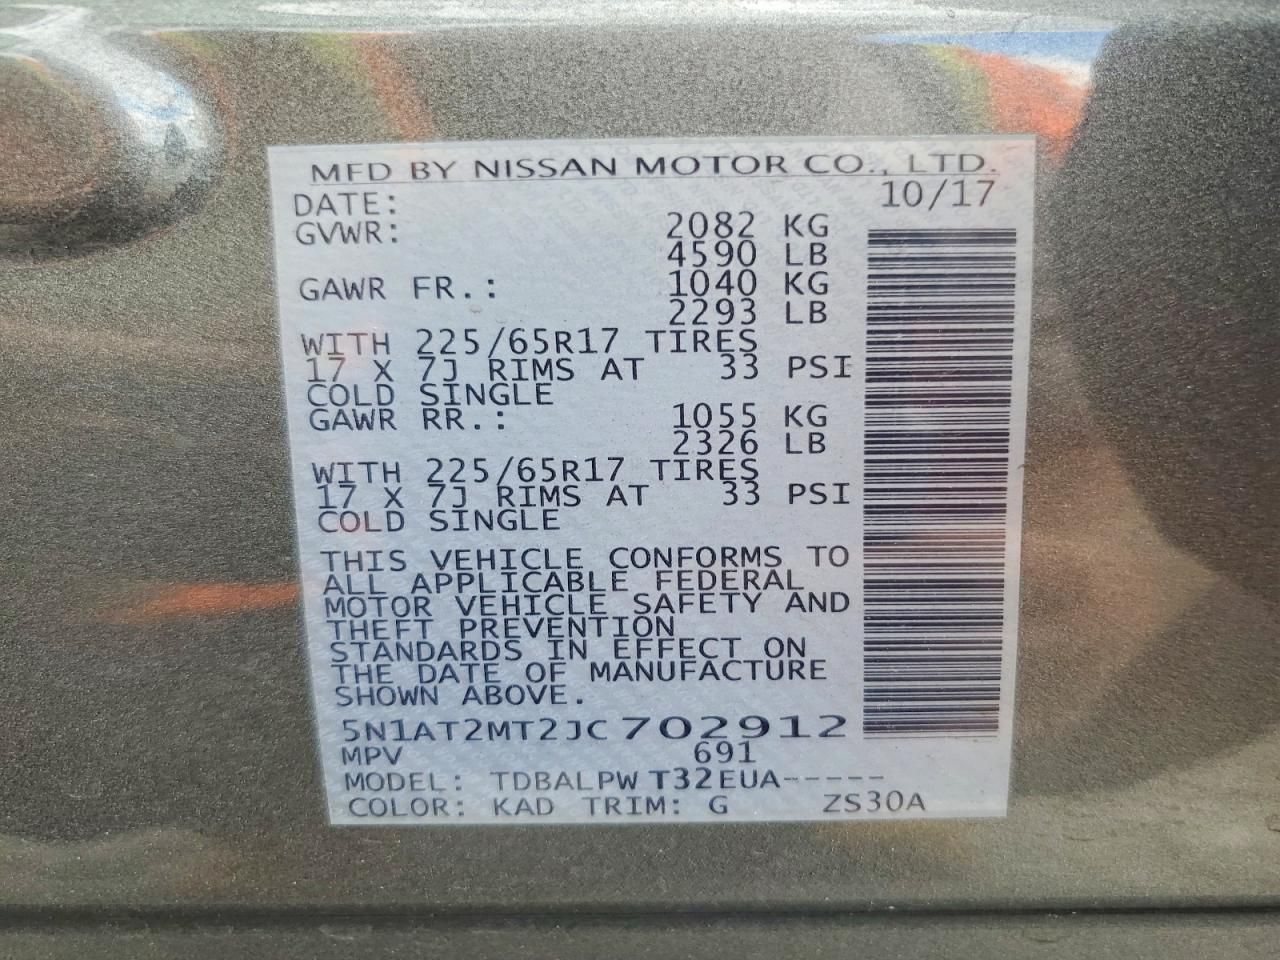 MFD BY NISSAN MOTOR CO., LTD.
DATE: 10/17
GVWR: 2082 KG
4590 LB
GAWR FR.: 1040 KG
2293 LB
WITH 225/65R17 TIRES
17 X 7J RIMS AT 33 PSI
COLD SINGLE
GAWR RR.: 1055 KG
2326 LB
WITH 225/65R17 TIRES
17 X 7J RIMS AT 33 PSI
COLD SINGLE
THIS VEHICLE CONFORMS TO
ALL APPLICABLE FEDERAL
MOTOR VEHICLE SAFETY AND
THEFT PREVENTION
STANDARDS IN EFFECT ON
THE DATE OF MANUFACTURE
SHOWN ABOVE.
5N1AT2MT2JC702912
MPV 691
MODEL: TDBALPWT32EUA-----
COLOR: KAD TRIM: G ZS30A